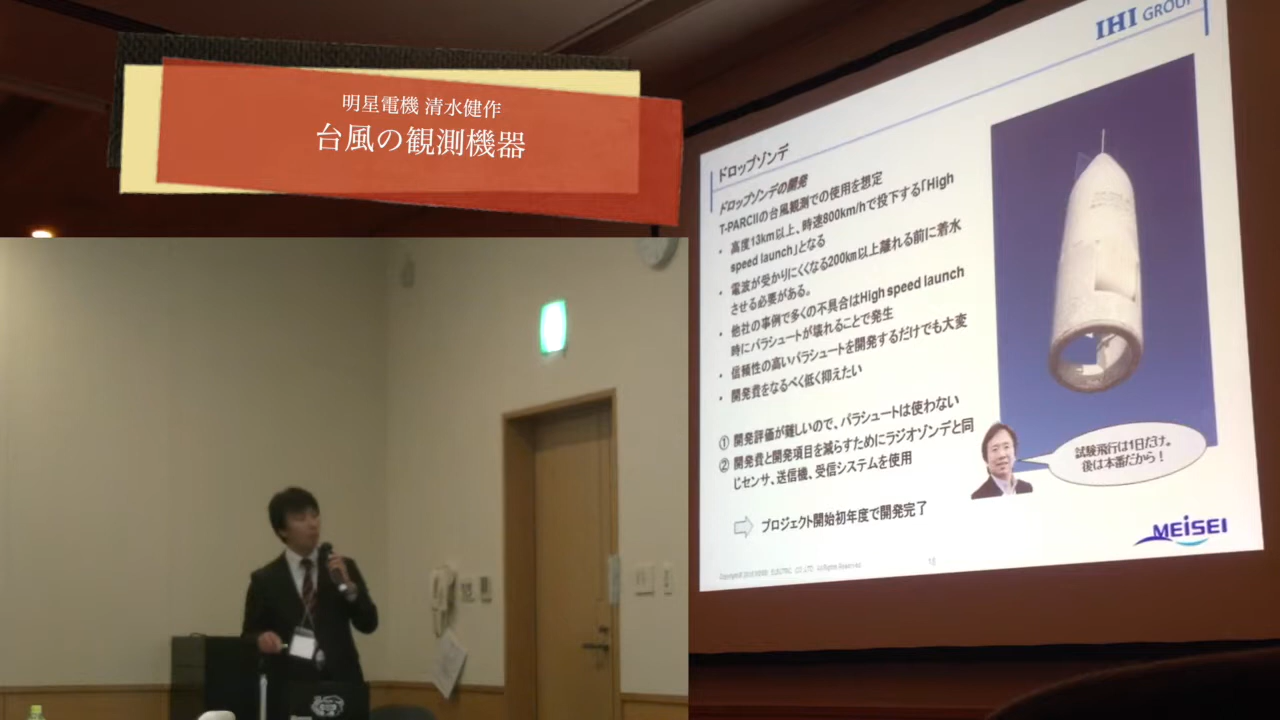 明星電機 清水健作
台風の観測機器
IHI GROUP
ドロップゾンデ
ドロップゾンデの開発
T-PARCIIの台風観測での使用を想定
・ 高度13km以上、時速800km/hで投下する「High
speed launch」となる
・ 電波が受かりにくくなる200km以上離れる前に着水
させる必要がある。
・ 他社の事例で多くの不具合はHigh speed launch
時にパラシュートが壊れることで発生
・ 信頼性の高いパラシュートを開発するだけでも大変
・ 開発費をなるべく低く抑えたい
① 開発評価が難しいので、パラシュートは使わない
② 開発費と開発項目を減らすためにラジオゾンデと同
じセンサ、送信機、受信システムを使用
プロジェクト開始初年度で開発完了
試験飛行は1日だけ。
後は本番だから！
MEISEI